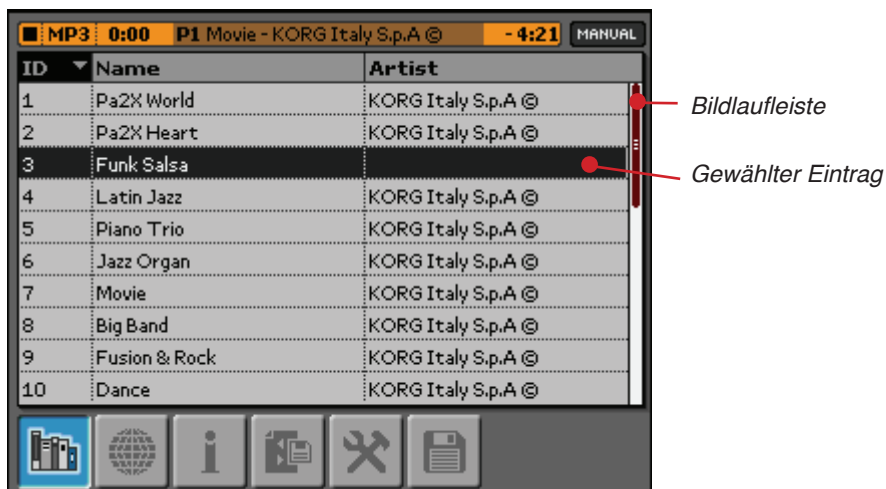 MP3 0:00 P1 Movie - KORG Italy S.p.A © - 4:21 MANUAL
ID Name Artist
1 Pa2X World KORG Italy S.p.A ©
Bildlaufleiste
2 Pa2X Heart KORG Italy S.p.A ©
3 Funk Salsa
Gewählter Eintrag
4 Latin Jazz KORG Italy S.p.A ©
5 Piano Trio KORG Italy S.p.A ©
6 Jazz Organ KORG Italy S.p.A ©
7 Movie KORG Italy S.p.A ©
8 Big Band KORG Italy S.p.A ©
9 Fusion & Rock KORG Italy S.p.A ©
10 Dance KORG Italy S.p.A ©